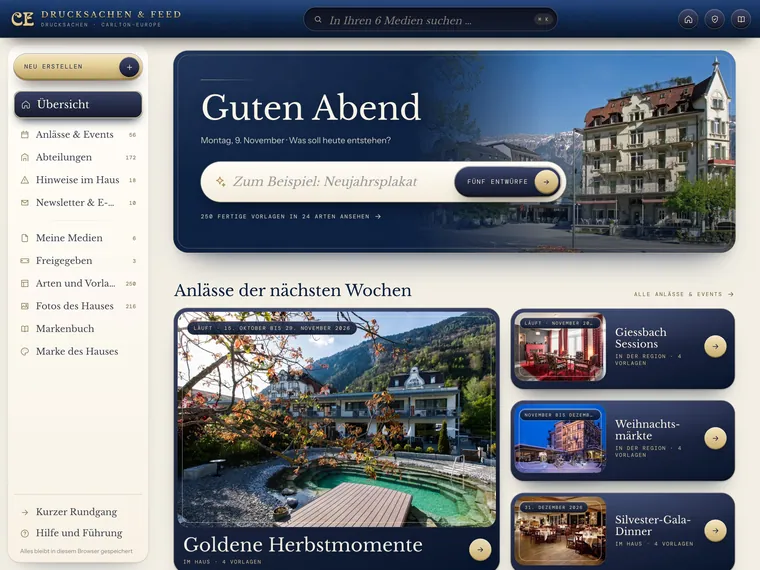 CE DRUCKSACHEN & FEED
DRUCKSACHEN · CARLTON-EUROPE
In Ihren 6 Medien suchen …
⌘ K
NEU ERSTELLEN
Übersicht
Anlässe & Events 56
Abteilungen 172
Hinweise im Haus 18
Newsletter & E-… 10
Meine Medien 6
Freigegeben 3
Arten und Vorla… 250
Fotos des Hauses 216
Markenbuch
Marke des Hauses
Kurzer Rundgang
Hilfe und Führung
Alles bleibt in diesem Browser gespeichert
Guten Abend
Montag, 9. November · Was soll heute entstehen?
Zum Beispiel: Neujahrsplakat
FÜNF ENTWÜRFE →
250 FERTIGE VORLAGEN IN 24 ARTEN ANSEHEN →
Anlässe der nächsten Wochen
ALLE ANLÄSSE & EVENTS →
LÄUFT · 15. OKTOBER BIS 29. NOVEMBER 2026
Goldene Herbstmomente
IM HAUS · 4 VORLAGEN
LÄUFT · NOVEMBER 20…
Giessbach
Sessions
IN DER REGION · 4
VORLAGEN
NOVEMBER BIS DEZEMB…
Weihnachts-
märkte
IN DER REGION · 4
VORLAGEN
31. DEZEMBER 2026
Silvester-Gala-
Dinner
IM HAUS · 4 VORLAGEN